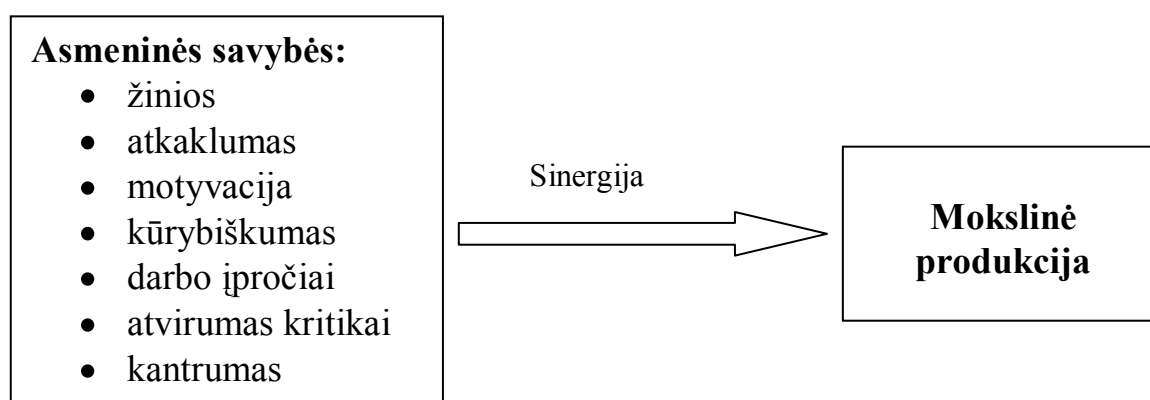 Asmeninės savybės:
• žinios
• atkaklumas
• motyvacija
• kūrybiškumas
• darbo įpročiai
• atvirumas kritikai
• kantrumas
Sinergija
Mokslinė
produkcija